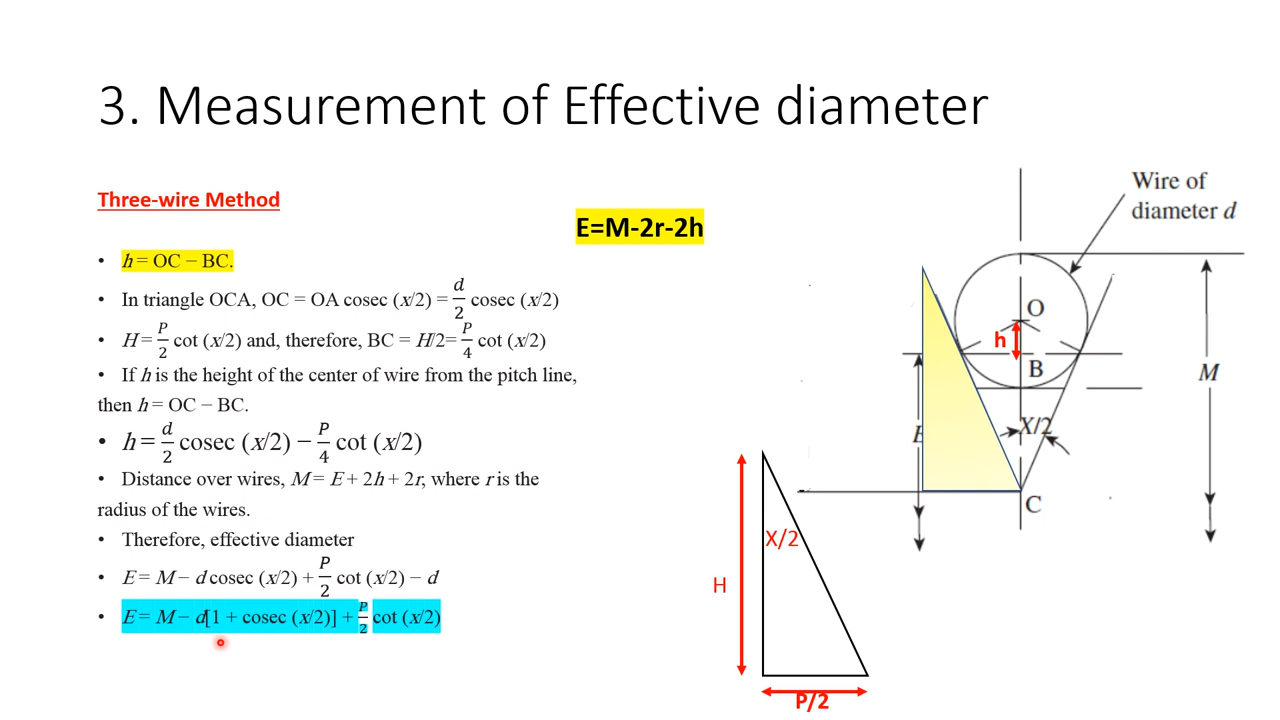 3. Measurement of Effective diameter
Three-wire Method
E=M-2r-2h
• h = OC − BC.
• In triangle OCA, OC = OA cosec (x/2) = d/2 cosec (x/2)
• H = P/2 cot (x/2) and, therefore, BC = H/2= P/4 cot (x/2)
• If h is the height of the center of wire from the pitch line,
then h = OC − BC.
• h = d/2 cosec (x/2) − P/4 cot (x/2)
• Distance over wires, M = E + 2h + 2r, where r is the
radius of the wires.
• Therefore, effective diameter
• E = M − d cosec (x/2) + P/2 cot (x/2) − d
• E = M − d[1 + cosec (x/2)] + P/2 cot (x/2)
Wire of
diameter d
O
h
B
M
X/2
C
X/2
H
P/2